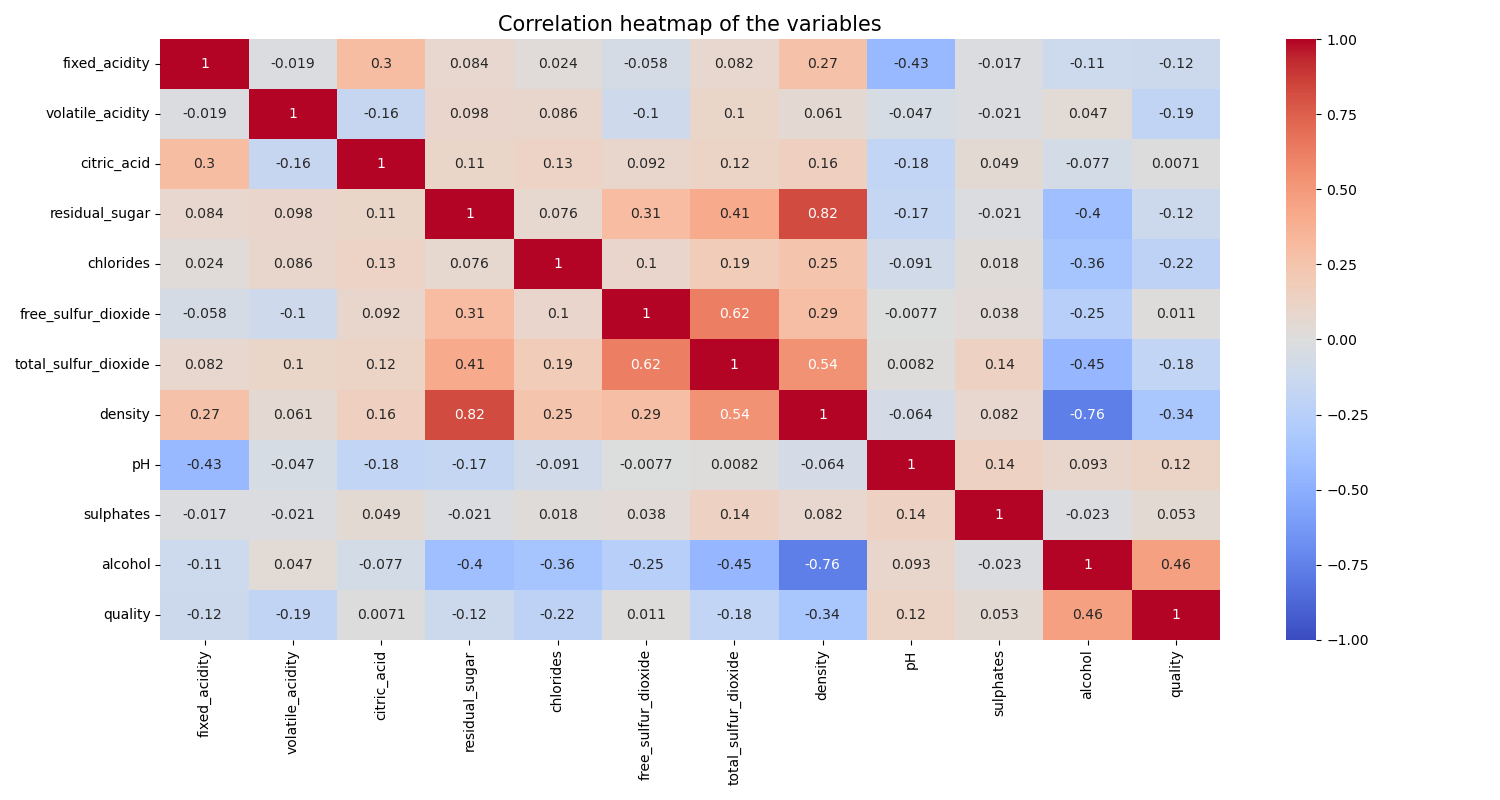 Correlation heatmap of the variables
fixed_acidity 1 -0.019 0.3 0.084 0.024 -0.058 0.082 0.27 -0.43 -0.017 -0.11 -0.12
volatile_acidity -0.019 1 -0.16 0.098 0.086 -0.1 0.1 0.061 -0.047 -0.021 0.047 -0.19
citric_acid 0.3 -0.16 1 0.11 0.13 0.092 0.12 0.16 -0.18 0.049 -0.077 0.0071
residual_sugar 0.084 0.098 0.11 1 0.076 0.31 0.41 0.82 -0.17 -0.021 -0.4 -0.12
chlorides 0.024 0.086 0.13 0.076 1 0.1 0.19 0.25 -0.091 0.018 -0.36 -0.22
free_sulfur_dioxide -0.058 -0.1 0.092 0.31 0.1 1 0.62 0.29 -0.0077 0.038 -0.25 0.011
total_sulfur_dioxide 0.082 0.1 0.12 0.41 0.19 0.62 1 0.54 0.0082 0.14 -0.45 -0.18
density 0.27 0.061 0.16 0.82 0.25 0.29 0.54 1 -0.064 0.082 -0.76 -0.34
pH -0.43 -0.047 -0.18 -0.17 -0.091 -0.0077 0.0082 -0.064 1 0.14 0.093 0.12
sulphates -0.017 -0.021 0.049 -0.021 0.018 0.038 0.14 0.082 0.14 1 -0.023 0.053
alcohol -0.11 0.047 -0.077 -0.4 -0.36 -0.25 -0.45 -0.76 0.093 -0.023 1 0.46
quality -0.12 -0.19 0.0071 -0.12 -0.22 0.011 -0.18 -0.34 0.12 0.053 0.46 1
fixed_acidity
volatile_acidity
citric_acid
residual_sugar
chlorides
free_sulfur_dioxide
total_sulfur_dioxide
density
pH
sulphates
alcohol
quality
1.00
0.75
0.50
0.25
0.00
−0.25
−0.50
−0.75
−1.00